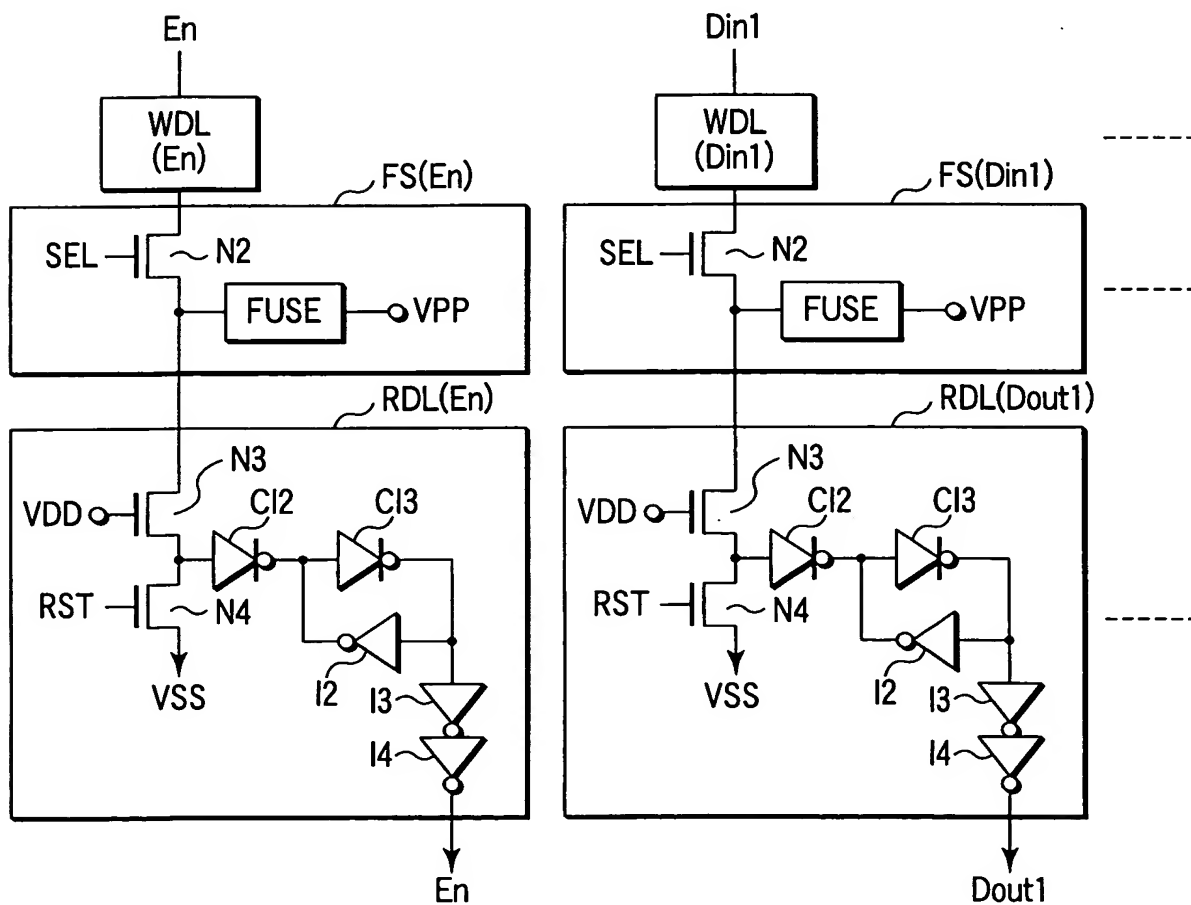 En
Din1
WDL
(En)
WDL
(Din1)
FS(En)
FS(Din1)
SEL
N2
SEL
N2
FUSE
VPP
FUSE
VPP
RDL(En)
RDL(Dout1)
N3
N3
VDD
CI2
CI3
VDD
CI2
CI3
RST
N4
RST
N4
VSS
I2
I3
VSS
I2
I3
I4
I4
En
Dout1